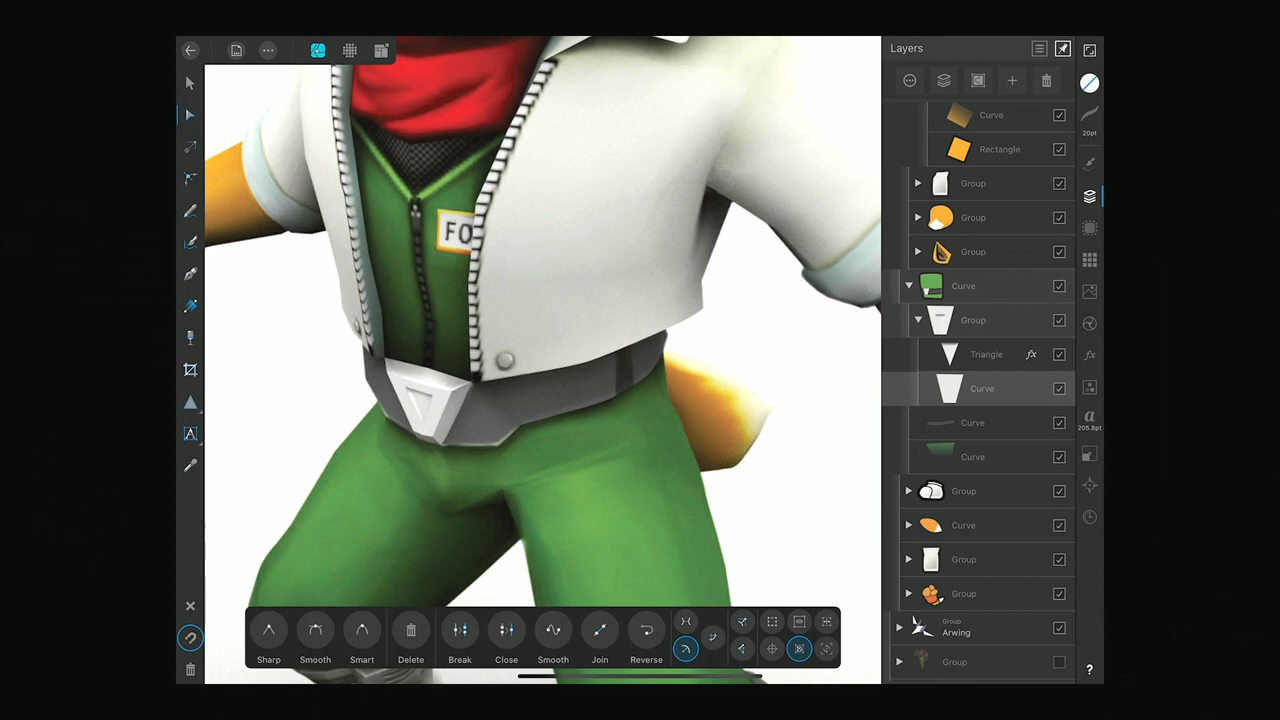 Layers
Curve
20pt
Rectangle
Group
Group
FO
Group
Curve
Group
Triangle fx
fx
Curve
a
205.8pt
Curve
Curve
Group
Curve
Group
Group
Group
Arwing
Sharp Smooth Smart Delete Break Close Smooth Join Reverse
Group
A
?